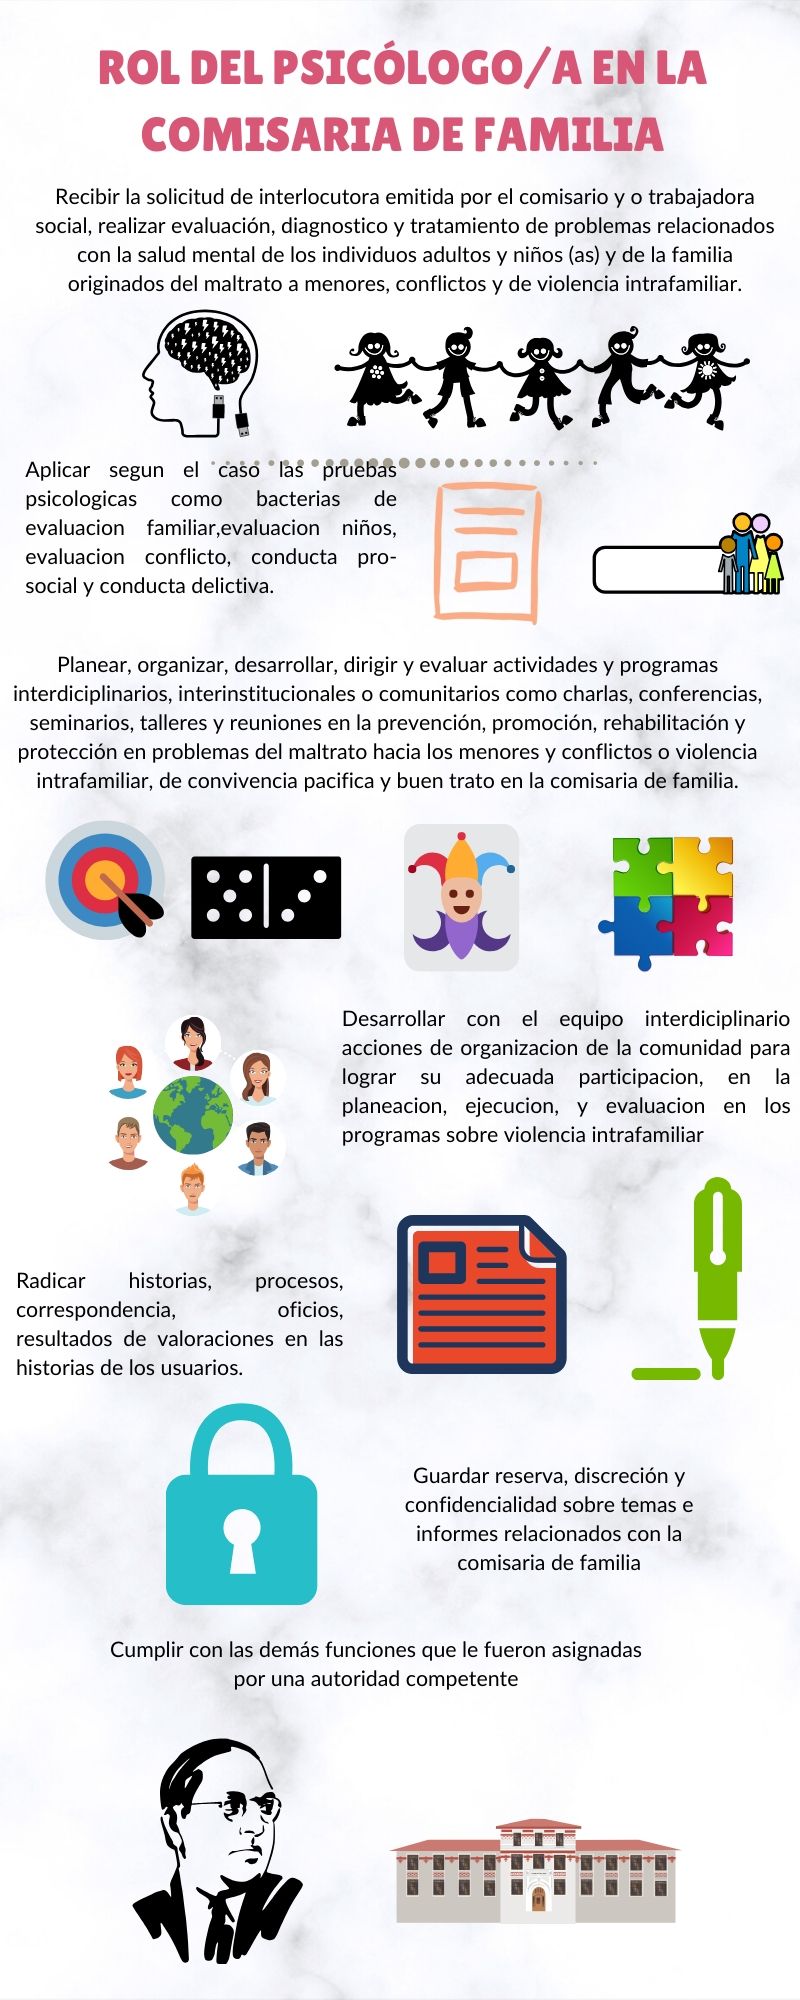 ROL DEL PSICÓLOGO/A EN LA
COMISARIA DE FAMILIA
Recibir la solicitud de interlocutora emitida por el comisario y o trabajadora
social, realizar evaluación, diagnostico y tratamiento de problemas relacionados
con la salud mental de los individuos adultos y niños (as) y de la familia
originados del maltrato a menores, conflictos y de violencia intrafamiliar.
Aplicar segun el caso las pruebas
psicologicas como bacterias de
evaluacion familiar,evaluacion niños,
evaluacion conflicto, conducta pro-
social y conducta delictiva.
Planear, organizar, desarrollar, dirigir y evaluar actividades y programas
interdiciplinarios, interinstitucionales o comunitarios como charlas, conferencias,
seminarios, talleres y reuniones en la prevención, promoción, rehabilitación y
protección en problemas del maltrato hacia los menores y conflictos o violencia
intrafamiliar, de convivencia pacifica y buen trato en la comisaria de familia.
Desarrollar con el equipo interdiciplinario
acciones de organizacion de la comunidad para
lograr su adecuada participacion, en la
planeacion, ejecucion, y evaluacion en los
programas sobre violencia intrafamiliar
Radicar historias, procesos,
correspondencia, oficios,
resultados de valoraciones en las
historias de los usuarios.
Guardar reserva, discreción y
confidencialidad sobre temas e
informes relacionados con la
comisaria de familia
Cumplir con las demás funciones que le fueron asignadas
por una autoridad competente